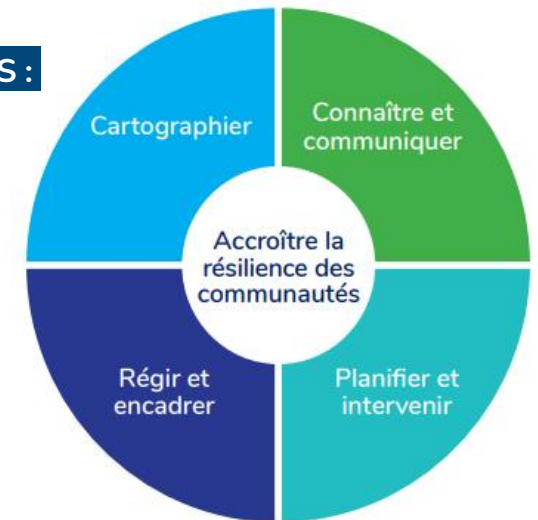 S :
Cartographier
Connaître et
communiquer
Accroître la
résilience des
communautés
Régir et
encadrer
Planifier et
intervenir